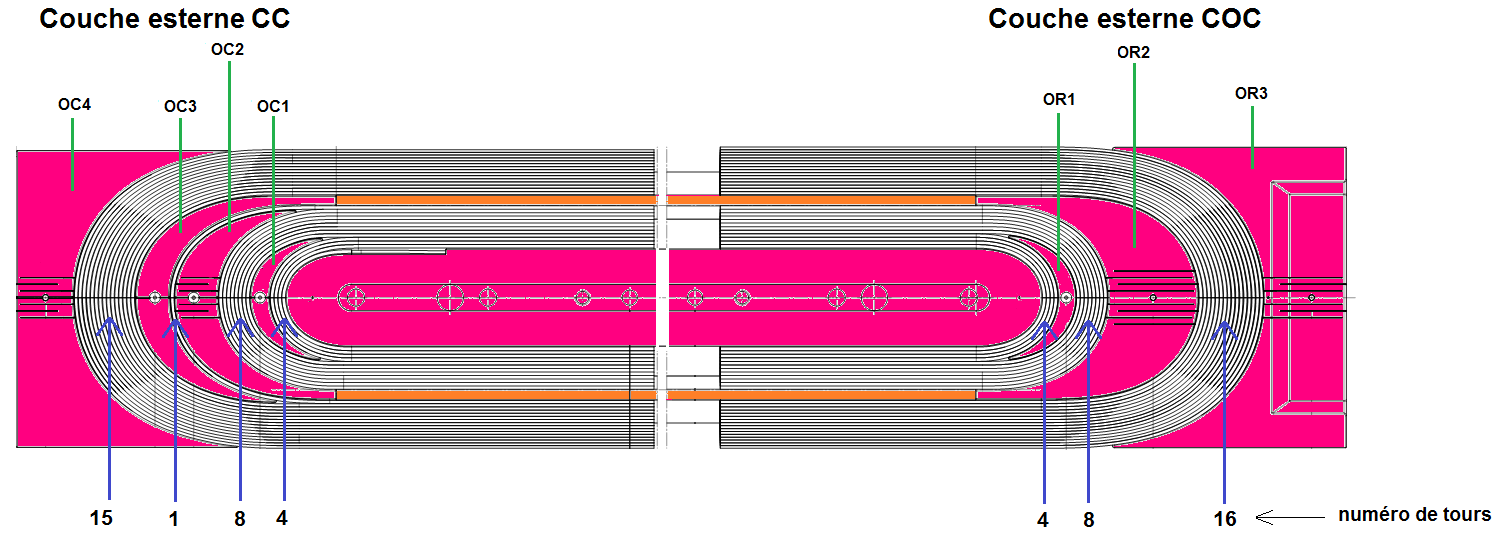 Couche esterne CC
Couche esterne COC
OC2
OR2
OC4
OC3
OC1
OR1
OR3
15
1
8
4
4
8
16
numéro de tours